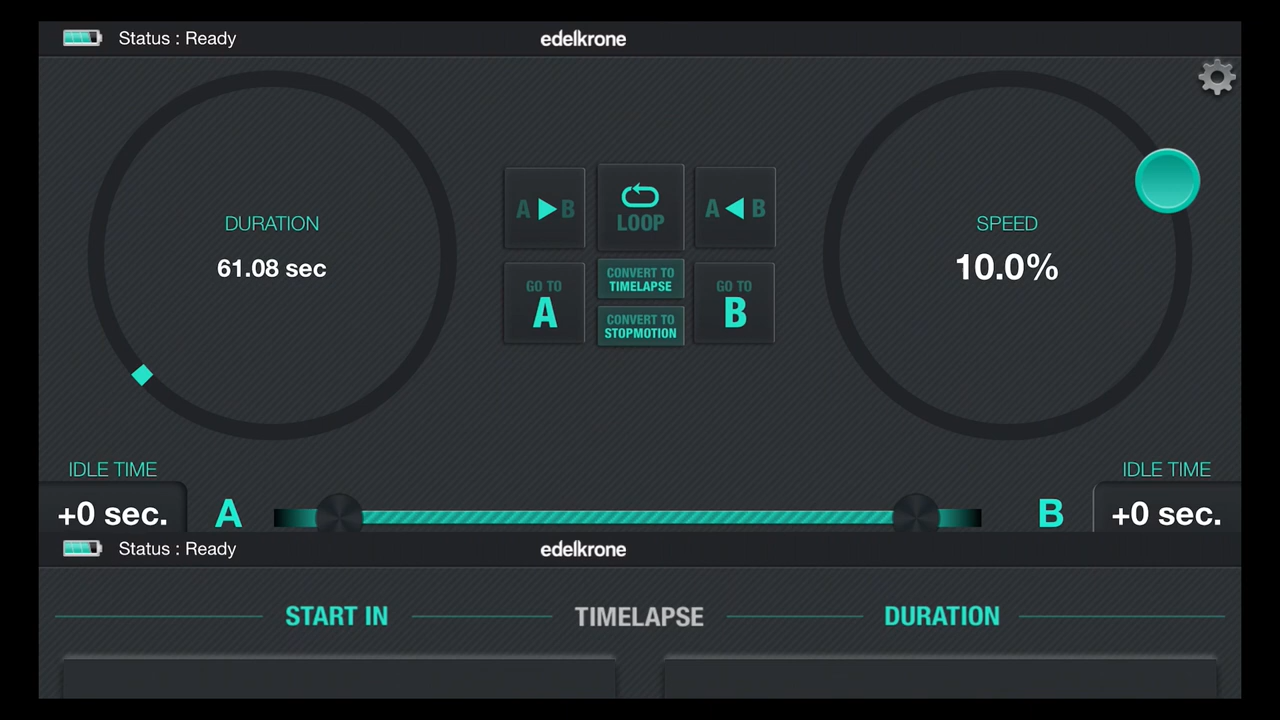 Status : Ready
edelkrone
DURATION
61.08 sec
A B
LOOP
A B
GO TO
A
CONVERT TO
TIMELAPSE
CONVERT TO
STOPMOTION
GO TO
B
SPEED
10.0%
IDLE TIME
+0 sec.
A
B
IDLE TIME
+0 sec.
Status : Ready
edelkrone
START IN
TIMELAPSE
DURATION